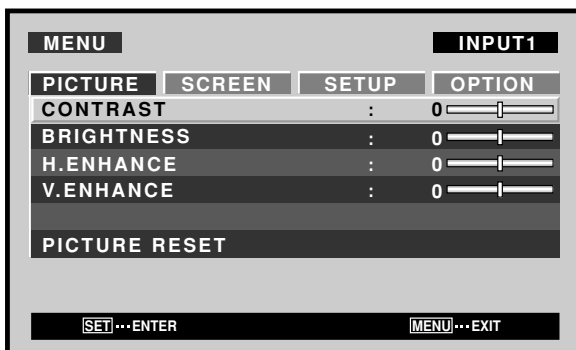 MENU INPUT1
PICTURE SCREEN SETUP OPTION
CONTRAST : 0
BRIGHTNESS : 0
H.ENHANCE : 0
V.ENHANCE : 0
PICTURE RESET
SET···ENTER MENU···EXIT